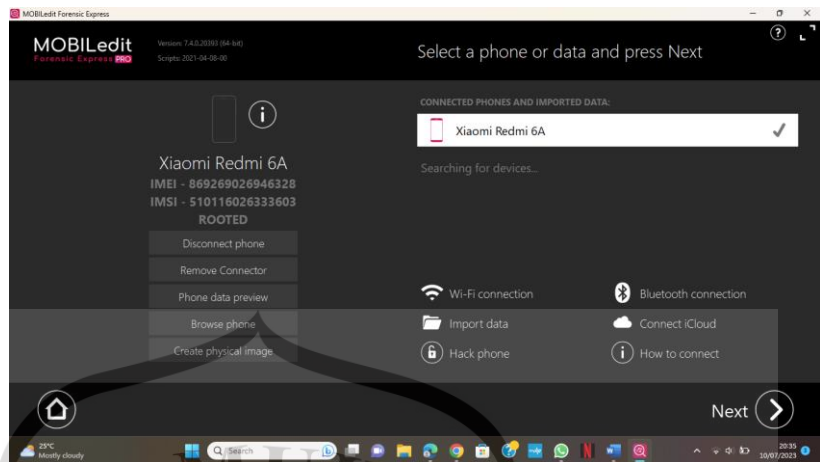 MOBILedit Forensic Express
MOBILedit
Forensic Express PRO
Version: 7.4.0.20393 (64-bit)
Scripts: 2021-04-08-00
Select a phone or data and press Next
?
i
Xiaomi Redmi 6A
IMEI - 869269026946328
IMSI - 510116026333603
ROOTED
Disconnect phone
Remove Connector
Phone data preview
Browse phone
Create physical image
CONNECTED PHONES AND IMPORTED DATA:
Xiaomi Redmi 6A
Searching for devices...
Wi-Fi connection
Bluetooth connection
Import data
Connect iCloud
Hack phone
i How to connect
Next
25°C
Mostly cloudy
Search
20:35
10/07/2023